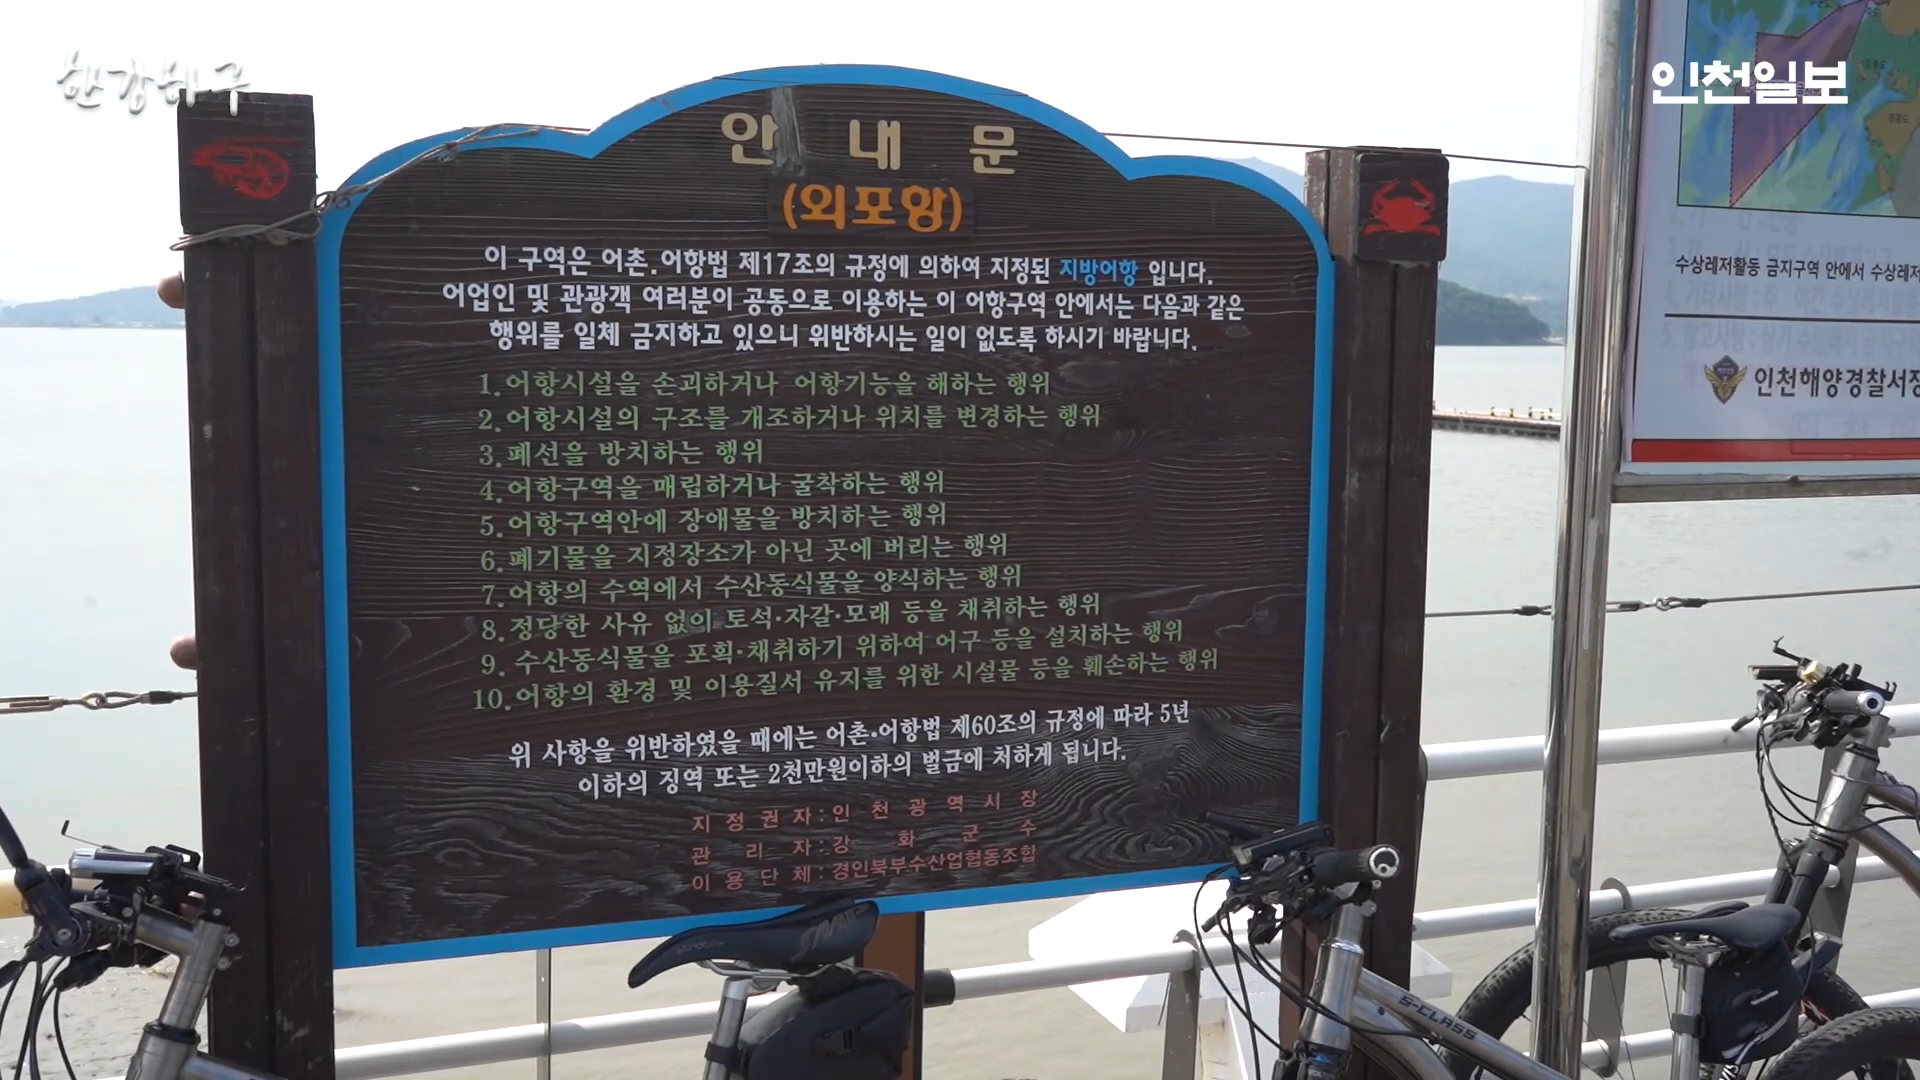 한강하구
인천일보
안내문
(외포항)
이 구역은 어촌.어항법 제17조의 규정에 의하여 지정된 지방어항 입니다.
어업인 및 관광객 여러분이 공동으로 이용하는 이 어항구역 안에서는 다음과 같은
행위를 일체 금지하고 있으니 위반하시는 일이 없도록 하시기 바랍니다.
1.어항시설을 손괴하거나 어항기능을 해하는 행위
2.어항시설의 구조를 개조하거나 위치를 변경하는 행위
3.폐선을 방치하는 행위
4.어항구역을 매립하거나 굴착하는 행위
5.어항구역안에 장애물을 방치하는 행위
6.폐기물을 지정장소가 아닌 곳에 버리는 행위
7.어항의 수역에서 수산동식물을 양식하는 행위
8.정당한 사유 없이 토석·자갈·모래 등을 채취하는 행위
9. 수산동식물을 포획·채취하기 위하여 어구 등을 설치하는 행위
10.어항의 환경 및 이용질서 유지를 위한 시설물 등을 훼손하는 행위
위 사항을 위반하였을 때에는 어촌·어항법 제60조의 규정에 따라 5년
이하의 징역 또는 2천만원이하의 벌금에 처하게 됩니다.
지정권자:인천광역시장
관리자:강화군수
이용단체:경인북부수산업협동조합
수상레저활동 금지구역 안에서 수상레저
인천해양경찰서장
S-CLASS